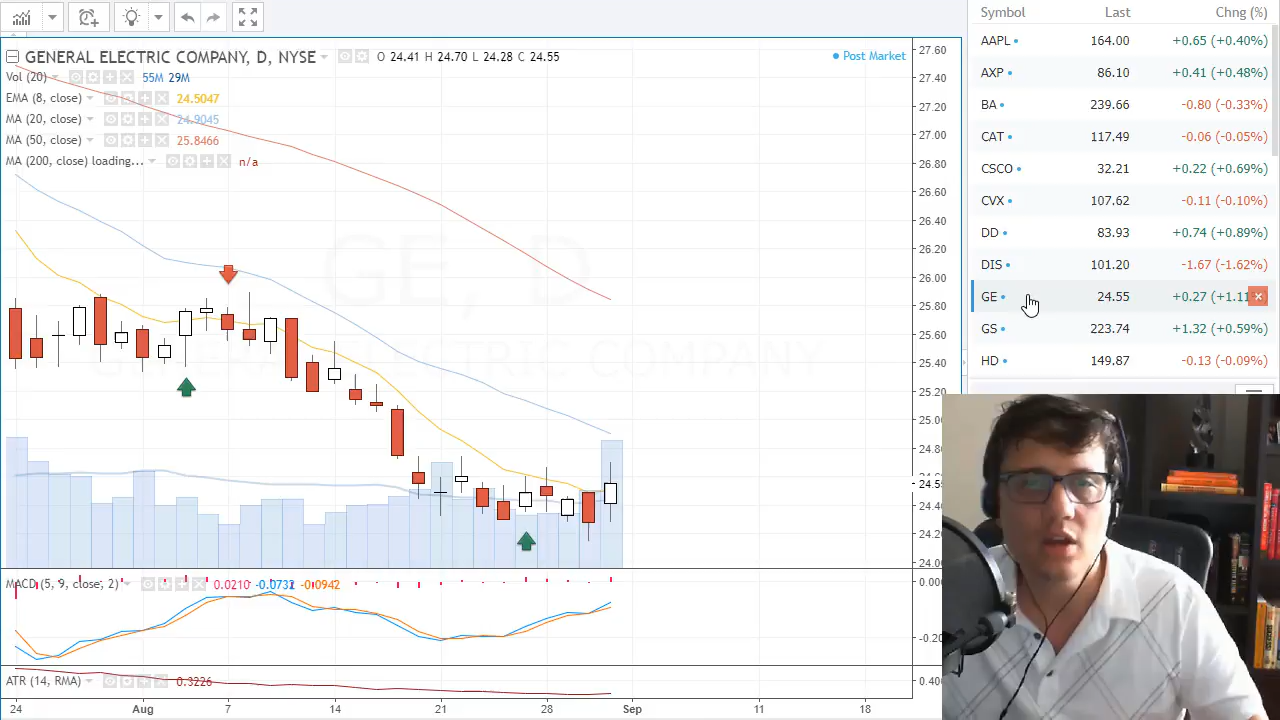 GENERAL ELECTRIC COMPANY, D, NYSE O 24.41 H 24.70 L 24.28 C 24.55 Post Market
Vol (20) 55M 29M
EMA (8, close) 24.5047
MA (20, close) 24.9045
MA (50, close) 25.8466
MA (200, close) loading... n/a
GE, D
GENERAL ELECTRIC COMPANY
27.60
27.40
27.20
27.00
26.80
26.60
26.40
26.20
26.00
25.80
25.60
25.40
25.20
25.00
24.80
24.40
24.20
24.00
MACD (5, 9, close, 2) 0.0210 -0.0732 -0.0942
0.00
-0.20
ATR (14, RMA) 0.3226
0.40
24 Aug 7 14 21 28 Sep 11 18
Symbol Last Chng (%)
AAPL 164.00 +0.65 (+0.40%)
AXP 86.10 +0.41 (+0.48%)
BA 239.66 -0.80 (-0.33%)
CAT 117.49 -0.06 (-0.05%)
CSCO 32.21 +0.22 (+0.69%)
CVX 107.62 -0.11 (-0.10%)
DD 83.93 +0.74 (+0.89%)
DIS 101.20 -1.67 (-1.62%)
GE 24.55 +0.27 (+1.11
GS 223.74 +1.32 (+0.59%)
HD 149.87 -0.13 (-0.09%)